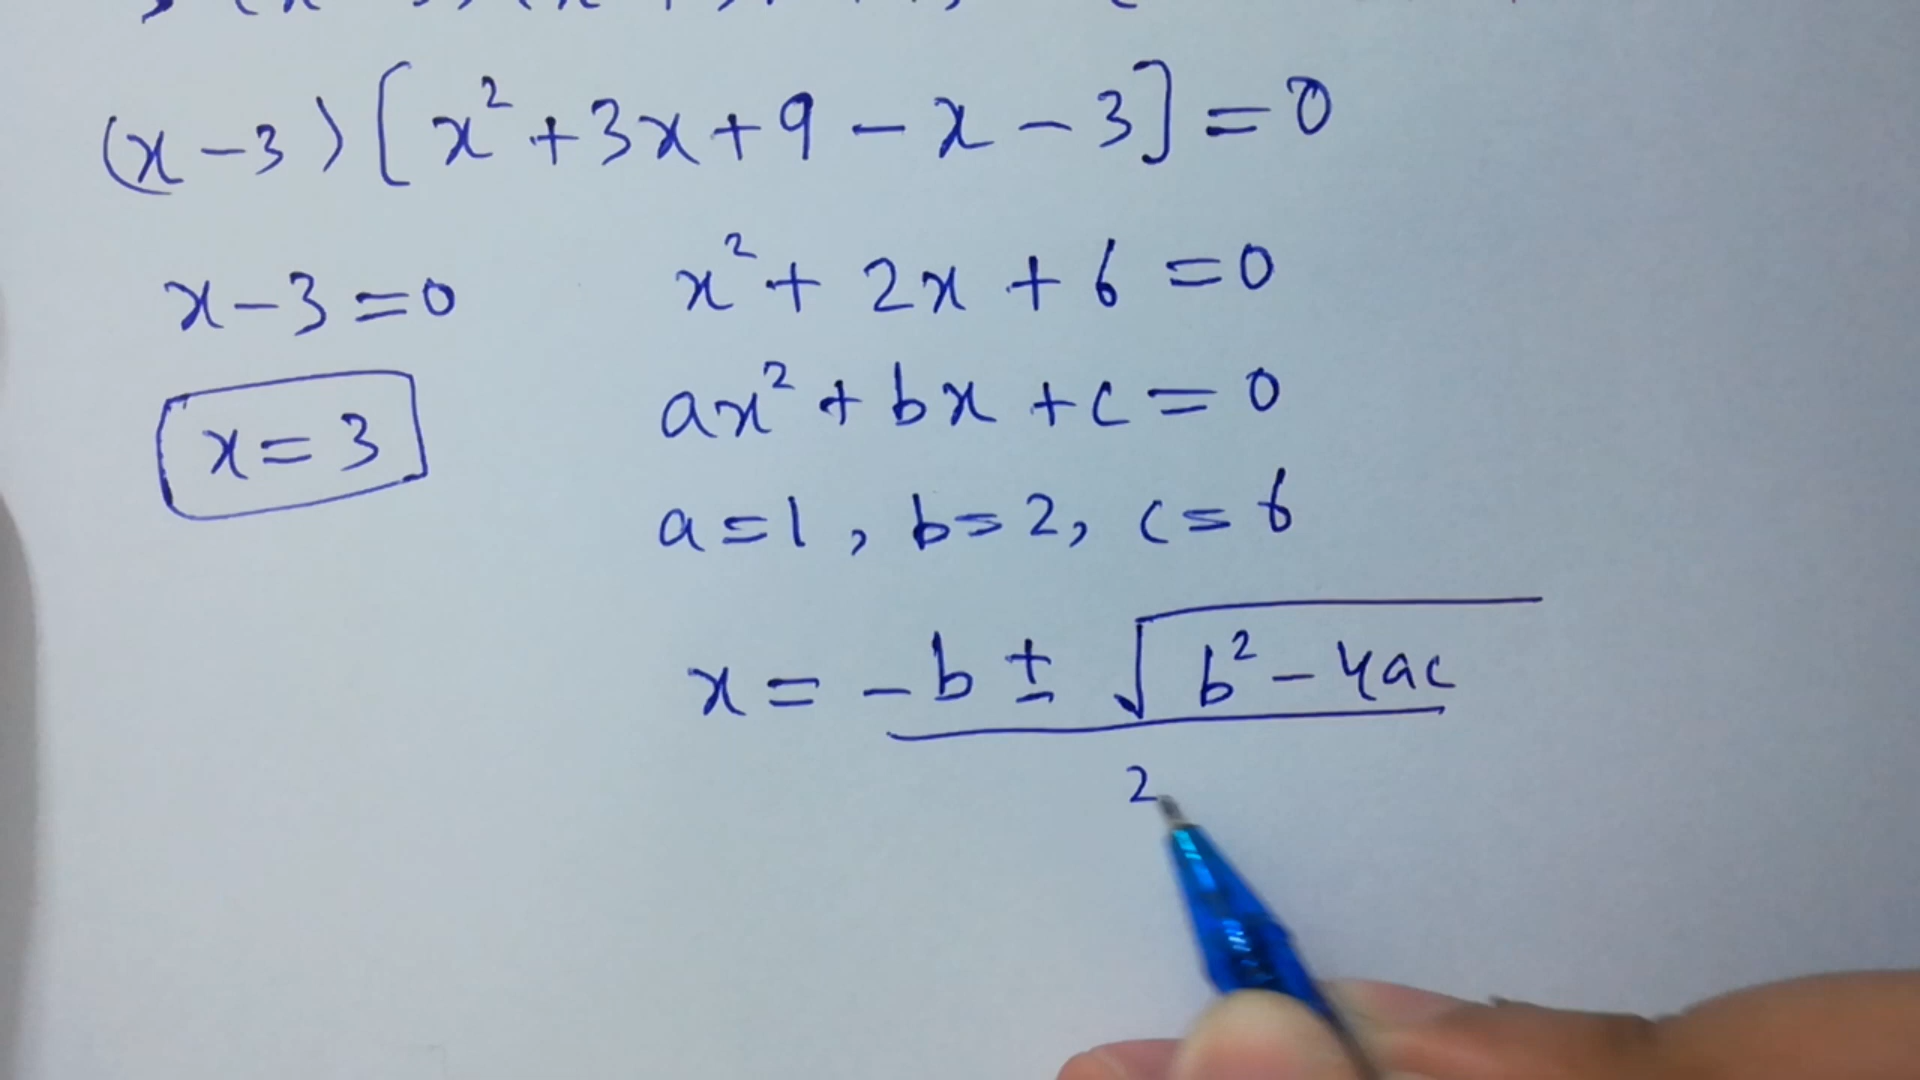 (x-3)[x²+3x+9-x-3]=0
x-3=0 x²+2x+6=0
x=3 ax²+bx+c=0
a=1, b=2, c=6
x=-b±√b²-4ac
2